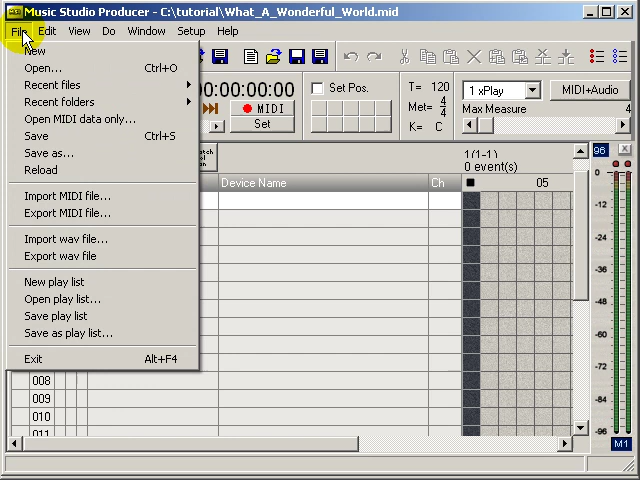 Music Studio Producer - C:\tutorial\What_A_Wonderful_World.mid
File Edit View Do Window Setup Help
New
Open... Ctrl+O
Recent files
Recent folders
Open MIDI data only...
Save Ctrl+S
Save as...
Reload
Import MIDI file...
Export MIDI file...
Import wav file...
Export wav file
New play list
Open play list...
Save play list
Save as play list...
Exit Alt+F4
00:00:00:00
MIDI
Set
Set Pos.
T= 120
Met= 4/4
K= C
1 xPlay
MIDI+Audio
Max Measure 4
1(1-1)
0 event(s)
Device Name Ch 05
008
009
010
011
96 X
0
-12
-24
-36
-48
-60
-72
-84
-96
M1